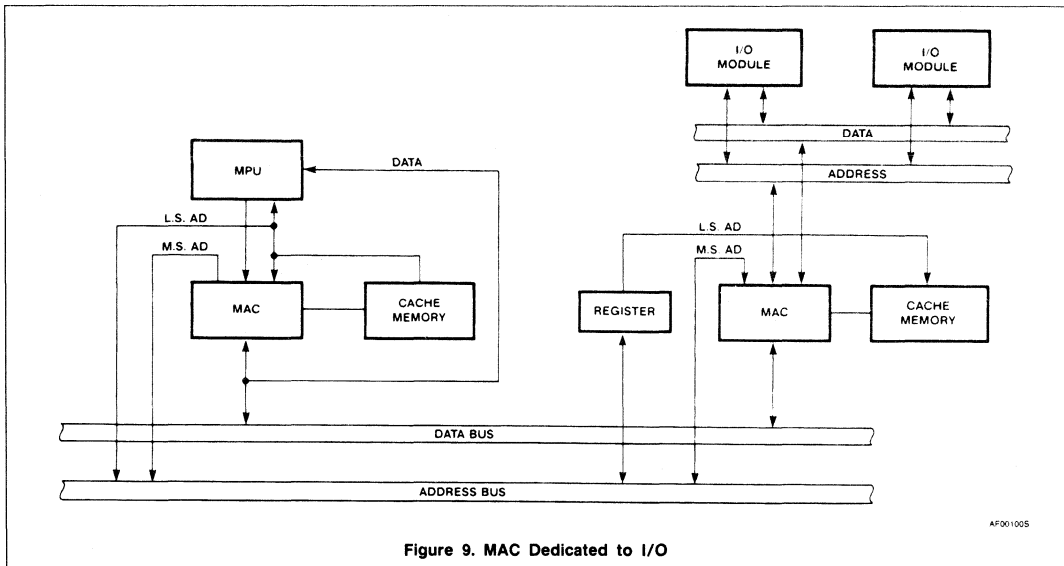 I/O
MODULE
I/O
MODULE
DATA
ADDRESS
MPU
DATA
L.S. AD
M.S. AD
MAC
CACHE
MEMORY
L.S. AD
M.S. AD
REGISTER
MAC
CACHE
MEMORY
DATA BUS
ADDRESS BUS
AF00100S
Figure 9. MAC Dedicated to I/O